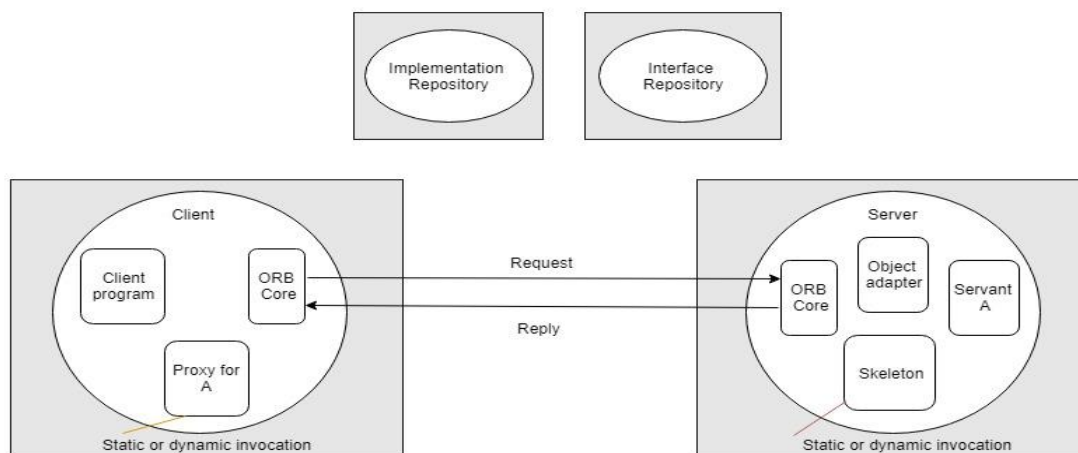 Implementation
Repository
Interface
Repository
Client
Client
program
ORB
Core
Proxy for
A
Static or dynamic invocation
Request
Reply
Server
ORB
Core
Object
adapter
Servant
A
Skeleton
Static or dynamic invocation